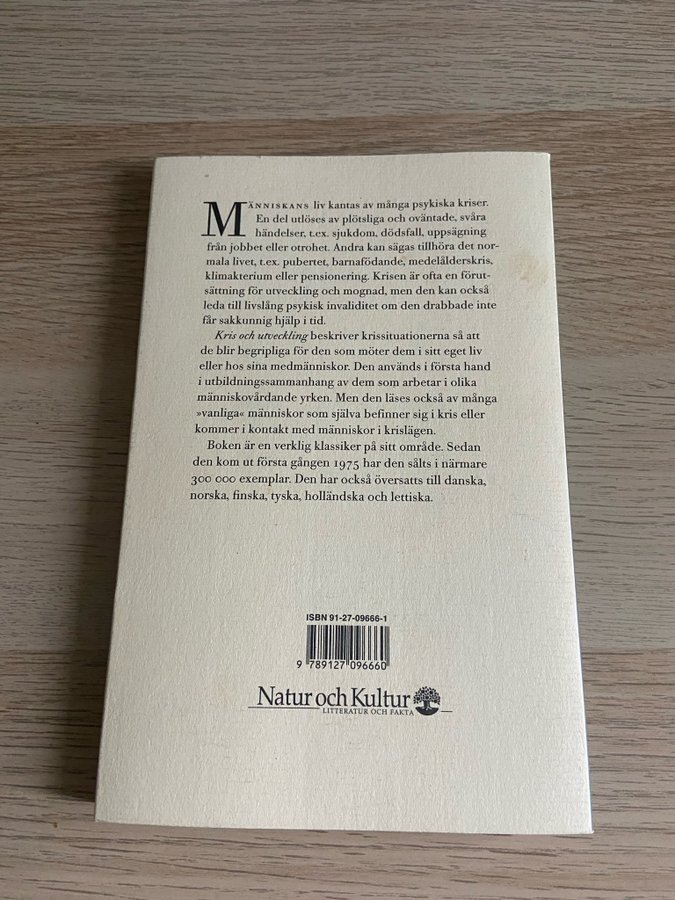 MÄNNISKANS liv kantas av många psykiska kriser.
En del utlöses av plötsliga och oväntade, svåra
händelser, t.ex. sjukdom, dödsfall, uppsägning
från jobbet eller otrohet. Andra kan sägas tillhöra det nor-
mala livet, t.ex. pubertet, barnafödande, medelålderskris,
klimakterium eller pensionering. Krisen är ofta en förut-
sättning för utveckling och mognad, men den kan också
leda till livslång psykisk invaliditet om den drabbade inte
får sakkunnig hjälp i tid.
Kris och utveckling beskriver krissituationerna så att
de blir begripliga för den som möter dem i sitt eget liv
eller hos sina medmänniskor. Den används i första hand
i utbildningssammanhang av dem som arbetar i olika
människovårdande yrken. Men den läses också av många
»vanliga« människor som själva befinner sig i kris eller
kommer i kontakt med människor i krislägen.
Boken är en verklig klassiker på sitt område. Sedan
den kom ut första gången 1975 har den sålts i närmare
300 000 exemplar. Den har också översatts till danska,
norska, finska, tyska, holländska och lettiska.
ISBN 91-27-09666-1
9 789127 096660
Natur och Kultur
LITTERATUR OCH FAKTA